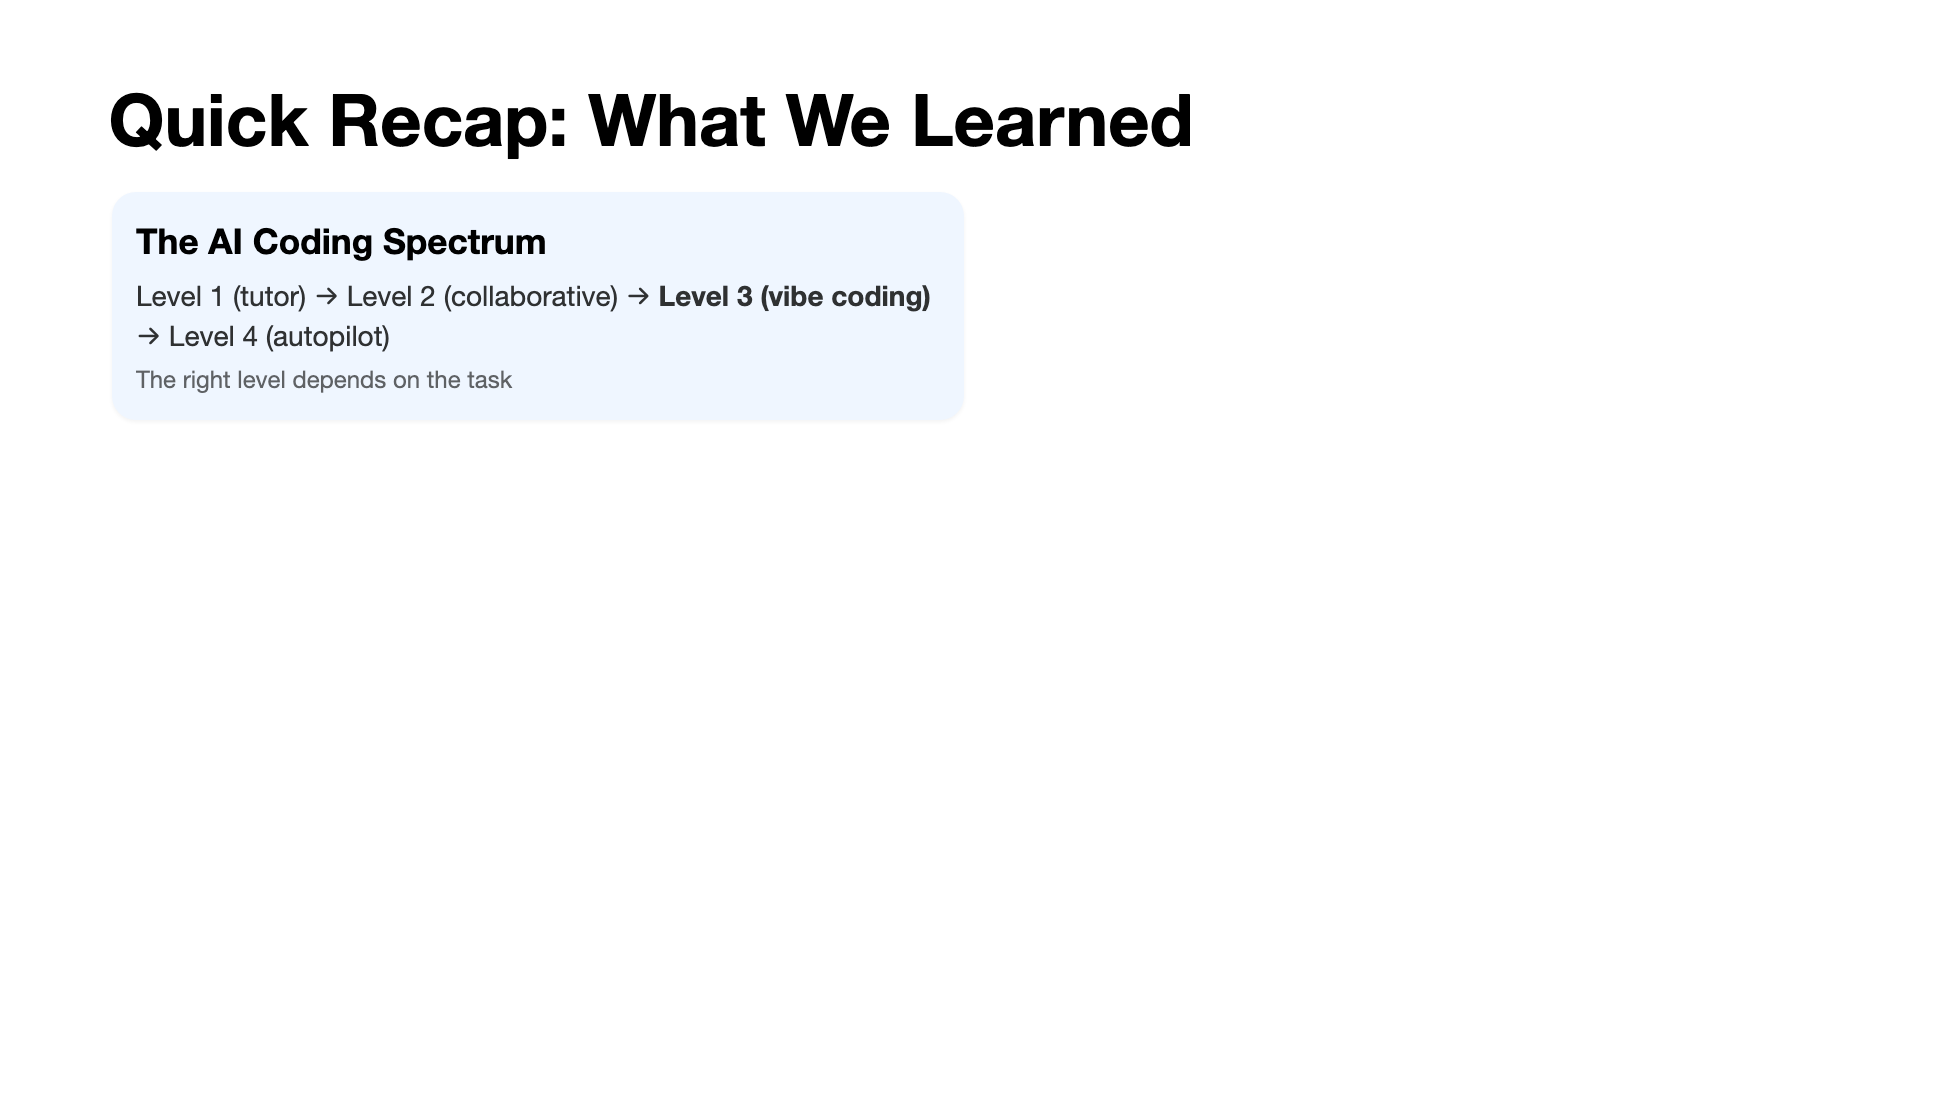 Quick Recap: What We Learned
The AI Coding Spectrum
Level 1 (tutor) → Level 2 (collaborative) → Level 3 (vibe coding)
→ Level 4 (autopilot)
The right level depends on the task